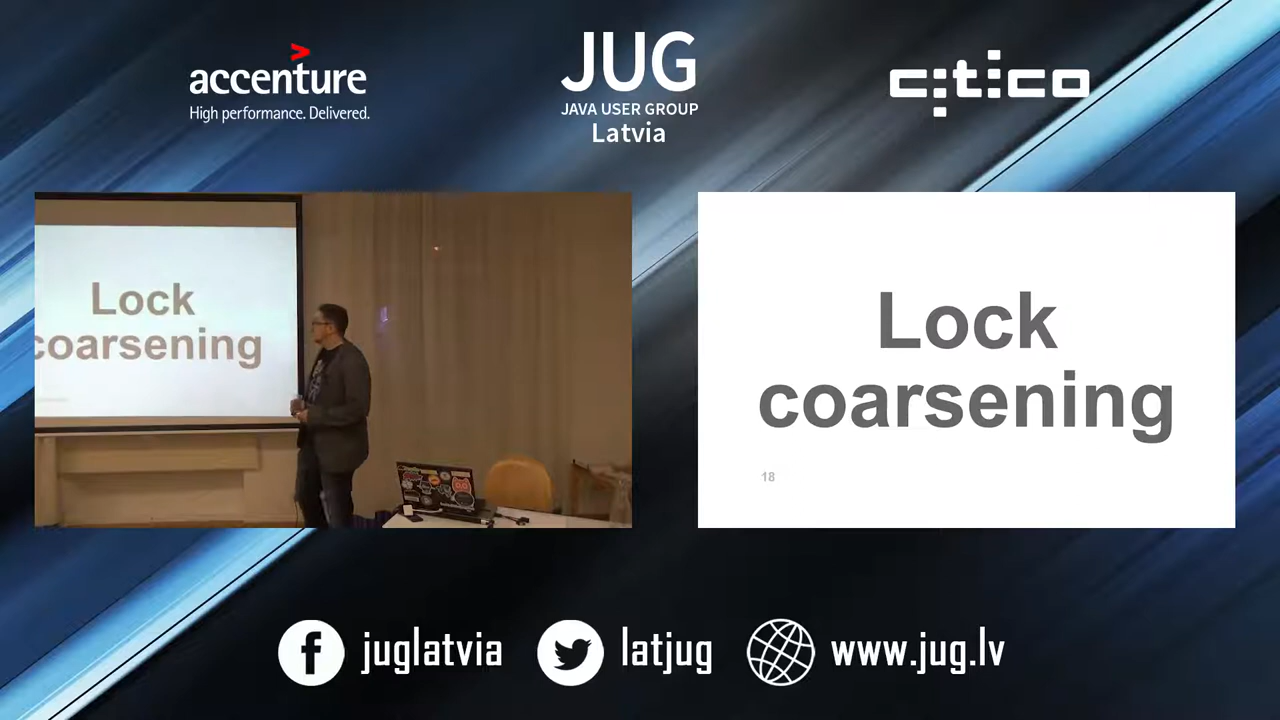 accenture
High performance. Delivered.
JUG
JAVA USER GROUP
Latvia
citico
Lock
coarsening
Lock
coarsening
18
juglatvia
latjug
www.jug.lv